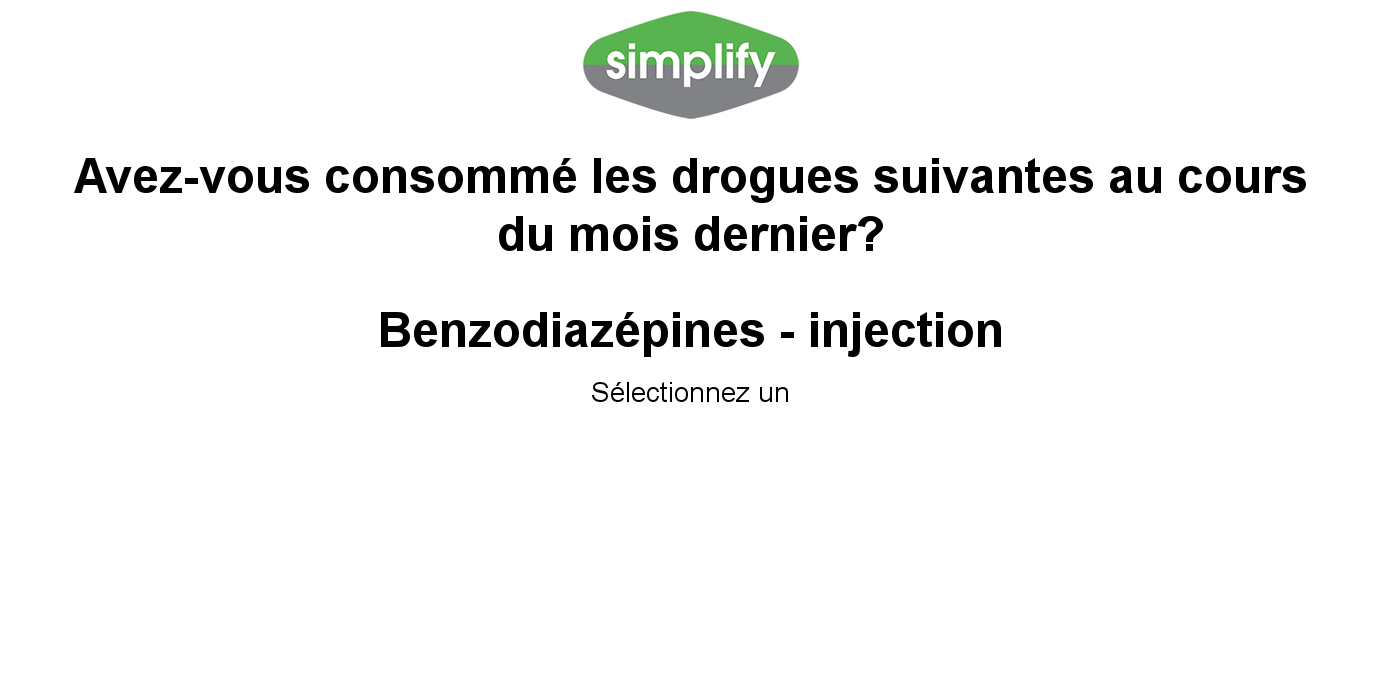 simplify
Avez-vous consommé les drogues suivantes au cours
du mois dernier?
Benzodiazépines - injection
Sélectionnez un